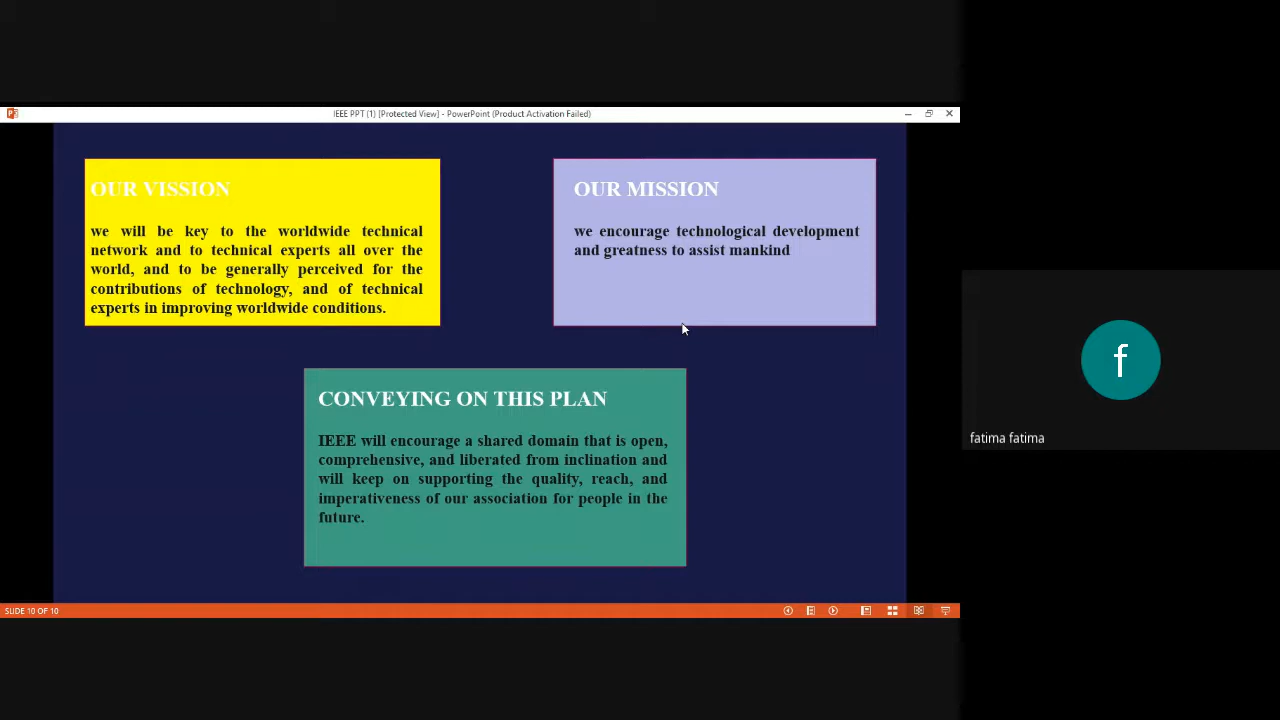 IEEE PPT (1) [Protected View] - PowerPoint (Product Activation Failed)
OUR VISSION
we will be key to the worldwide technical
network and to technical experts all over the
world, and to be generally perceived for the
contributions of technology, and of technical
experts in improving worldwide conditions.
OUR MISSION
we encourage technological development
and greatness to assist mankind
CONVEYING ON THIS PLAN
IEEE will encourage a shared domain that is open,
comprehensive, and liberated from inclination and
will keep on supporting the quality, reach, and
imperativeness of our association for people in the
future.
f
fatima fatima
SLIDE 10 OF 10